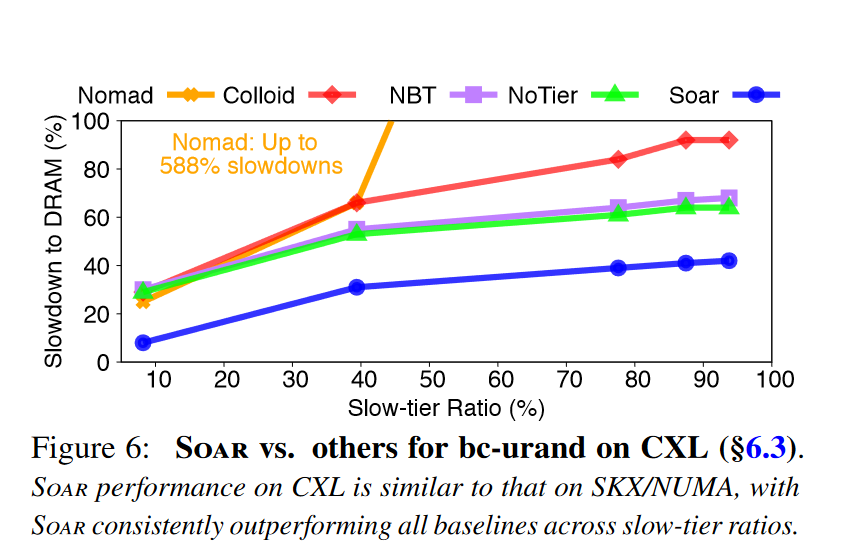 Nomad Colloid NBT NoTier Soar
Slowdown to DRAM (%)
100
80
60
40
20
0
Nomad: Up to
588% slowdowns
10 20 30 40 50 60 70 80 90 100
Slow-tier Ratio (%)
Figure 6: SOAR vs. others for bc-urand on CXL (§6.3).
SOAR performance on CXL is similar to that on SKX/NUMA, with
SOAR consistently outperforming all baselines across slow-tier ratios.